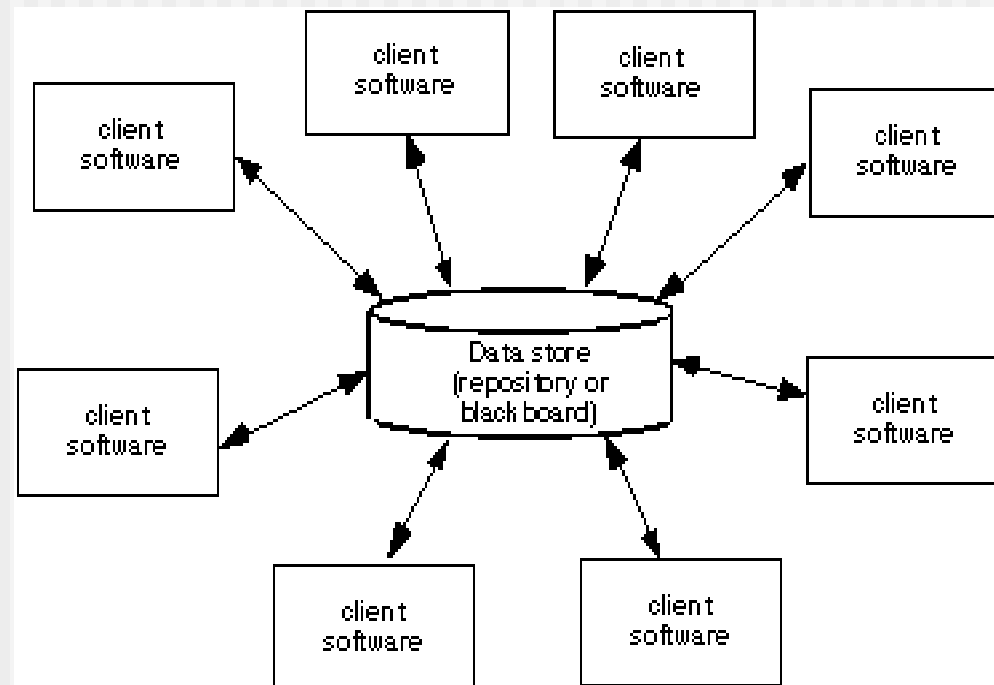 client
software
client
software
client
software
client
software
Data store
(repository or
blackboard)
client
software
client
software
client
software
client
software